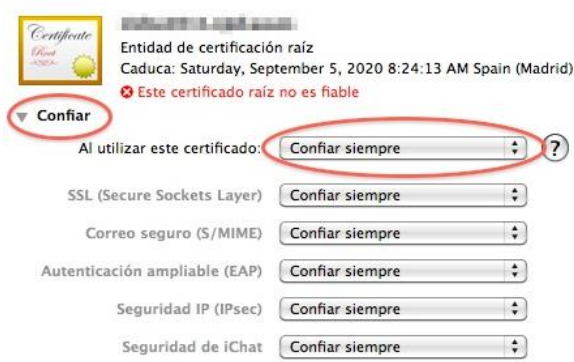 Certificate
Root
Entidad de certificación raíz
Caduca: Saturday, September 5, 2020 8:24:13 AM Spain (Madrid)
Este certificado raíz no es fiable
Confiar
Al utilizar este certificado: Confiar siempre ?
SSL (Secure Sockets Layer) Confiar siempre
Correo seguro (S/MIME) Confiar siempre
Autenticación ampliable (EAP) Confiar siempre
Seguridad IP (IPsec) Confiar siempre
Seguridad de iChat Confiar siempre